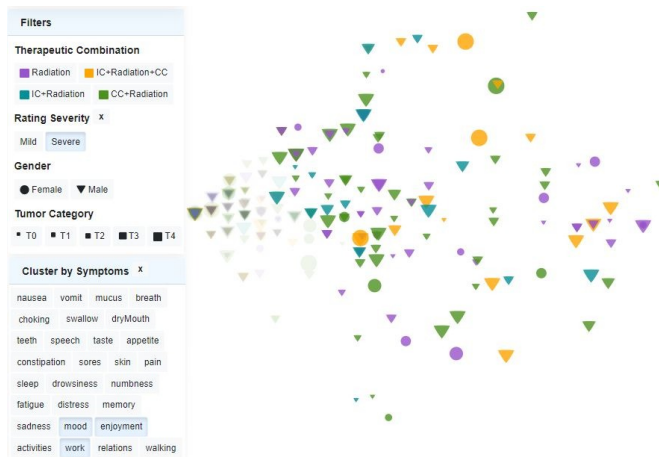 Filters
Therapeutic Combination
Radiation IC+Radiation+CC
IC+Radiation CC+Radiation
Rating Severity x
Mild Severe
Gender
Female Male
Tumor Category
T0 T1 T2 T3 T4
Cluster by Symptoms x
nausea vomit mucus breath
choking swallow dryMouth
teeth speech taste appetite
constipation sores skin pain
sleep drowsiness numbness
fatigue distress memory
sadness mood enjoyment
activities work relations walking